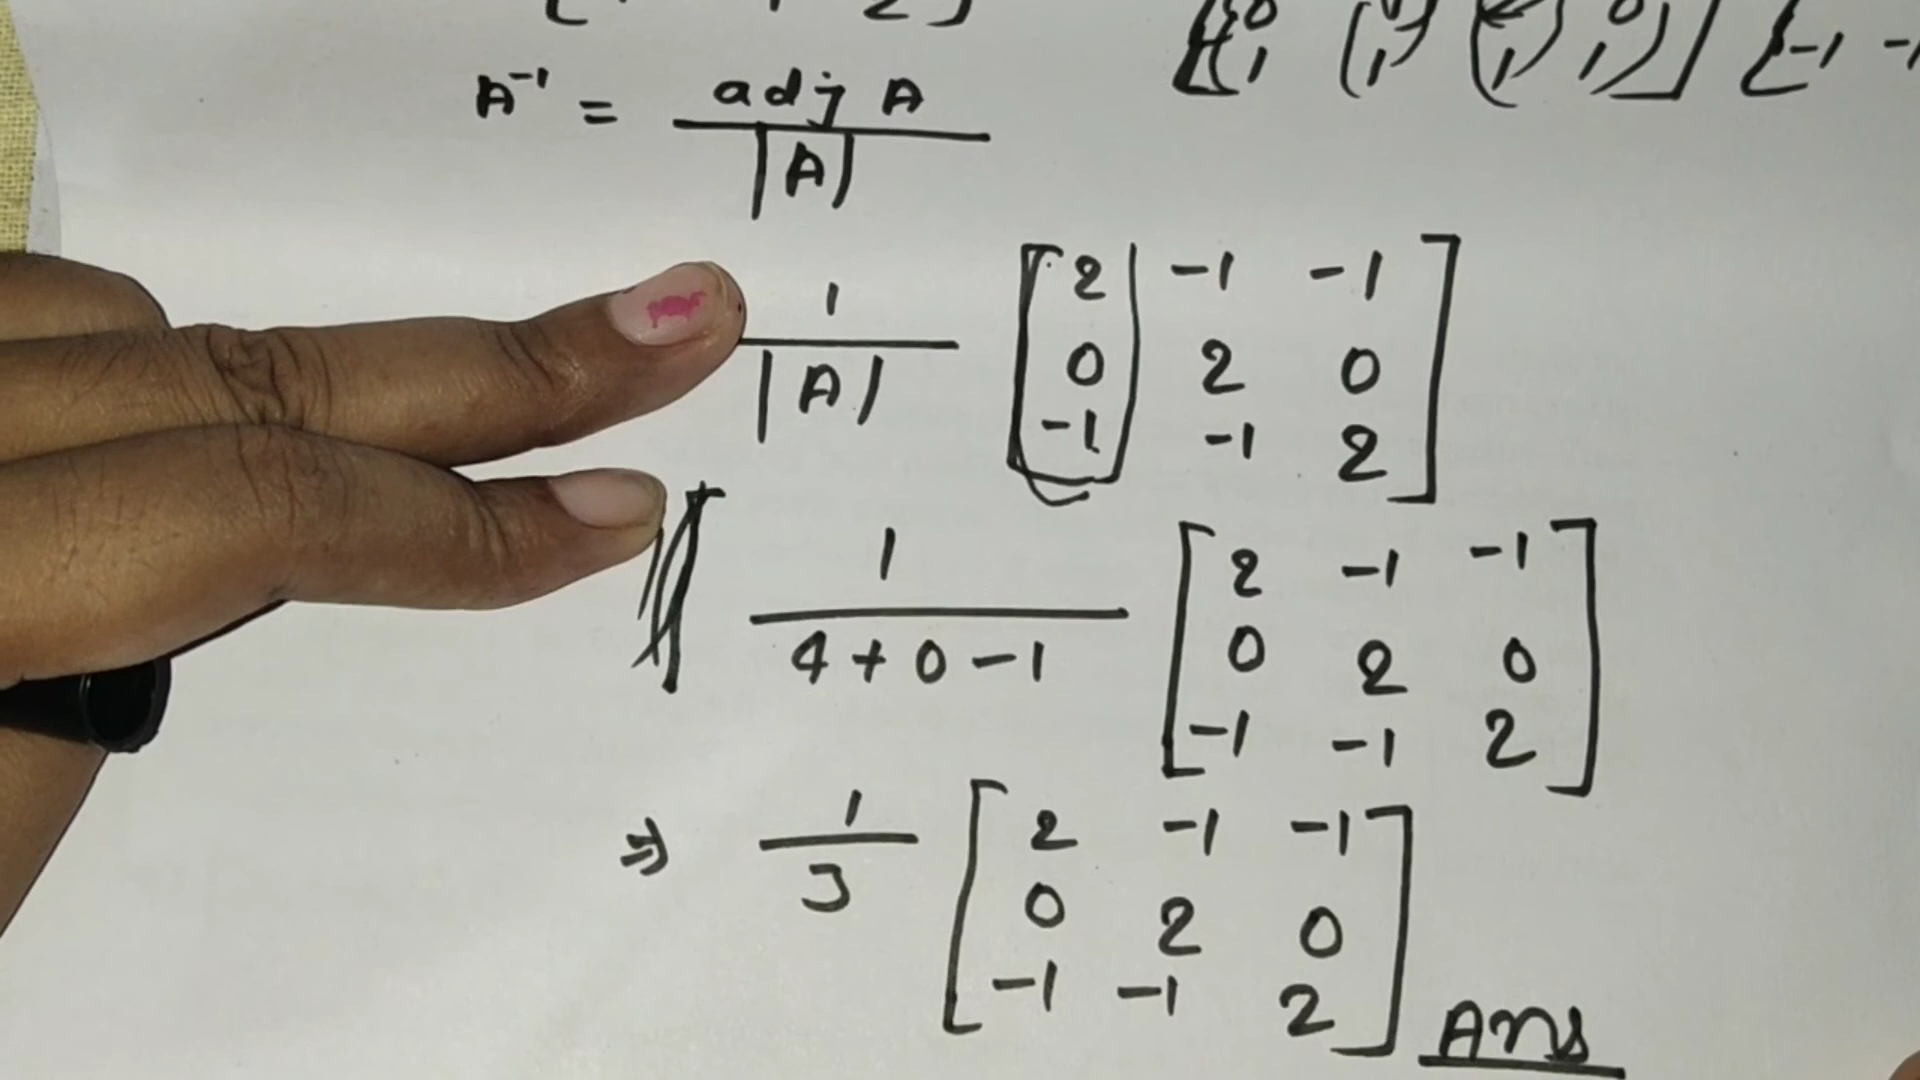 A⁻¹ = adj A
|A|
1
|A|
[2 -1 -1
0 2 0
-1 -1 2]
1
4 + 0 - 1
[2 -1 -1
0 2 0
-1 -1 2]
⇒ 1
3
[2 -1 -1
0 2 0
-1 -1 2]
Ans